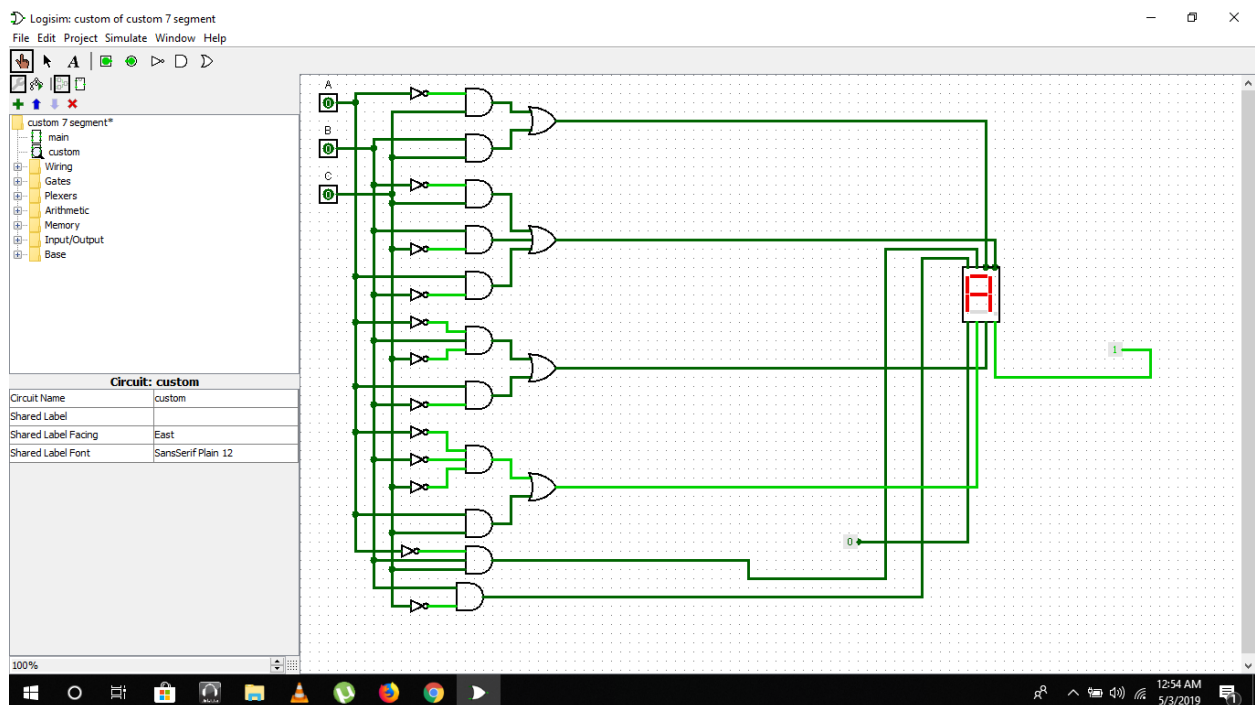 Logisim: custom of custom 7 segment
File Edit Project Simulate Window Help
A
custom 7 segment*
main
custom
Wiring
Gates
Plexers
Arithmetic
Memory
Input/Output
Base
Circuit: custom
Circuit Name custom
Shared Label
Shared Label Facing East
Shared Label Font SansSerif Plain 12
100%
A
0
B
0
C
0
1
0
12:54 AM
5/3/2019
1